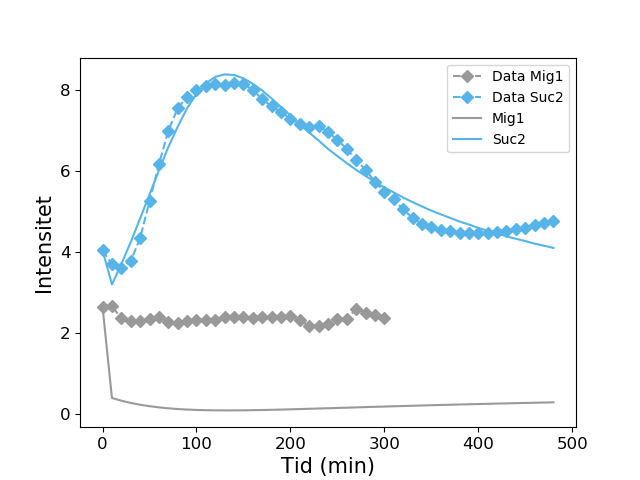 Data Mig1
Data Suc2
Mig1
Suc2
Intensitet
8
6
4
2
0
0 100 200 300 400 500
Tid (min)